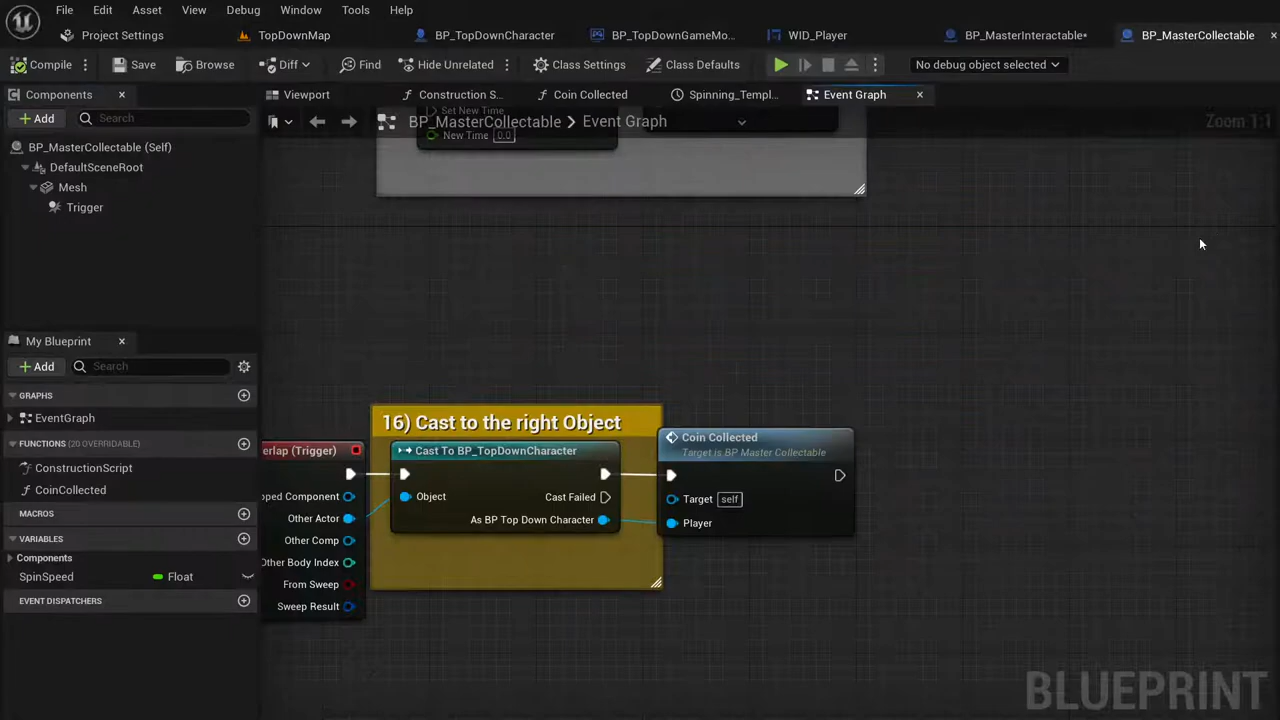 File Edit Asset View Debug Window Tools Help
Project Settings TopDownMap BP_TopDownCharacter BP_TopDownGameMo... WID_Player BP_MasterInteractable* BP_MasterCollectable
Compile Save Browse Diff Find Hide Unrelated Class Settings Class Defaults No debug object selected
Components Viewport Construction S... Coin Collected Spinning_Templ... Event Graph
+ Add Search BP_MasterCollectable > Event Graph Zoom 1:1
Set New Time
New Time 0.0
BP_MasterCollectable (Self)
DefaultSceneRoot
Mesh
Trigger
My Blueprint
+ Add Search
GRAPHS
EventGraph
FUNCTIONS (20 OVERRIDABLE)
ConstructionScript
CoinCollected
MACROS
VARIABLES
Components
SpinSpeed Float
EVENT DISPATCHERS
16) Cast to the right Object
erlap (Trigger)
pped Component
Other Actor
Other Comp
Other Body Index
From Sweep
Sweep Result
Cast To BP_TopDownCharacter
Object Cast Failed
As BP Top Down Character
Coin Collected
Target is BP Master Collectable
Target self
Player
BLUEPRINT